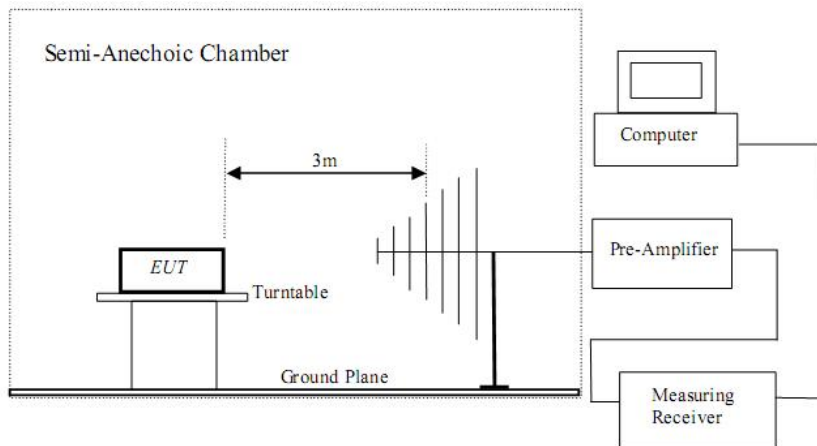 Semi-Anechoic Chamber
3m
EUT
Turntable
Ground Plane
Computer
Pre-Amplifier
Measuring
Receiver